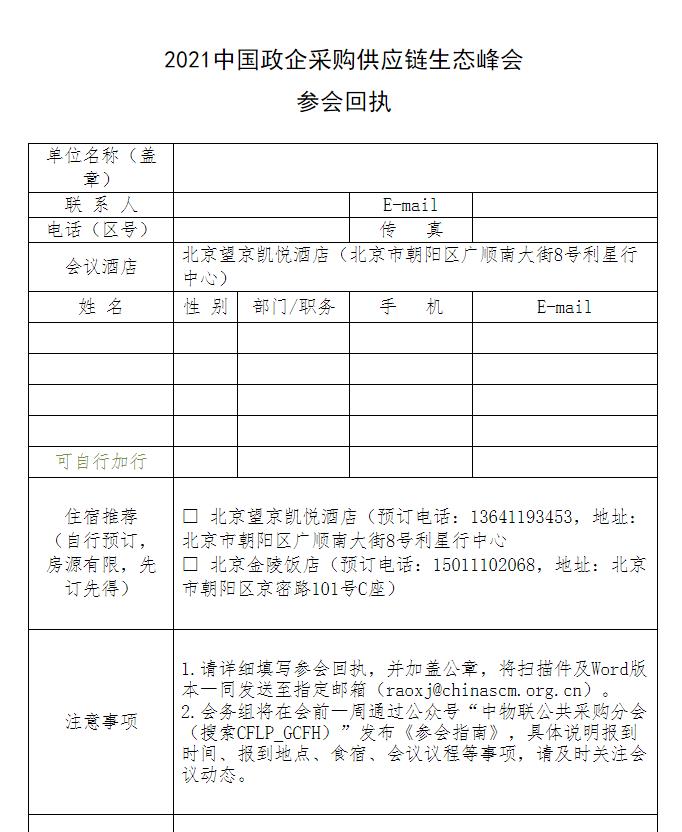 2021中国政企采购供应链生态峰会
参会回执
单位名称（盖
章）
联 系 人 E-mail
电话（区号） 传 真
会议酒店 北京望京凯悦酒店（北京市朝阳区广顺南大街8号利星行
中心）
姓 名 性 别 部门/职务 手 机 E-mail
可自行加行
住宿推荐
（自行预订，
房源有限，先
订先得）
□ 北京望京凯悦酒店（预订电话：13641193453，地址：
北京市朝阳区广顺南大街8号利星行中心
□ 北京金陵饭店（预订电话：15011102068，地址：北京
市朝阳区京密路101号C座）
注意事项
1.请详细填写参会回执，并加盖公章，将扫描件及Word版
本一同发送至指定邮箱（raoxj@chinascm.org.cn）。
2.会务组将在会前一周通过公众号“中物联公共采购分会
（搜索CFLP_GCFH）”发布《参会指南》，具体说明报到
时间、报到地点、食宿、会议议程等事项，请及时关注会
议动态。